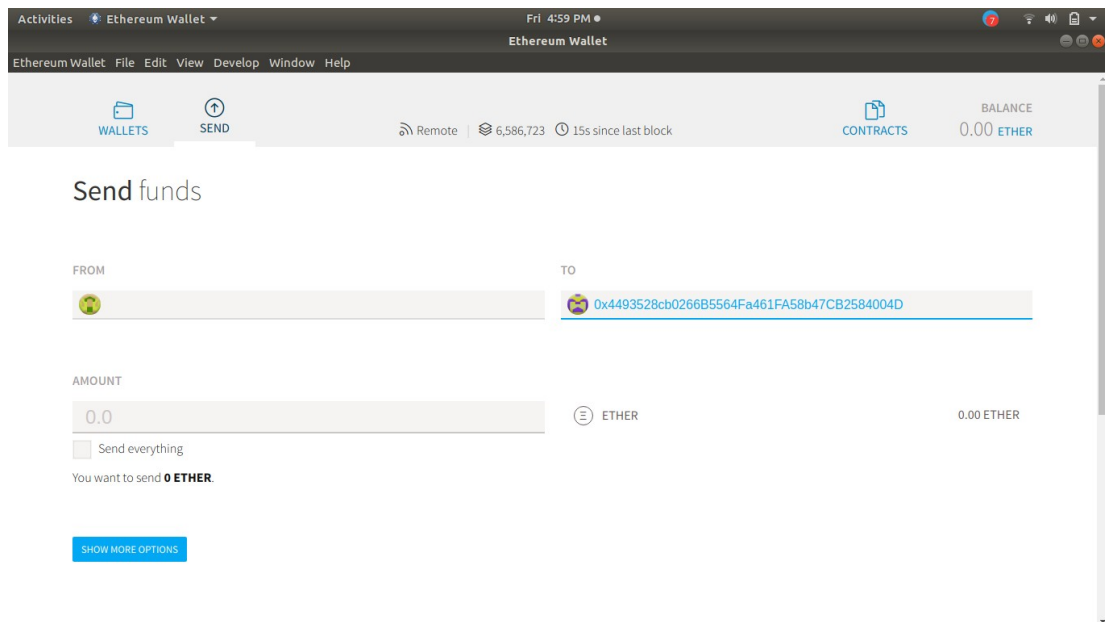 Activities Ethereum Wallet Fri 4:59 PM 7
Ethereum Wallet
Ethereum Wallet File Edit View Develop Window Help
WALLETS SEND Remote 6,586,723 15s since last block CONTRACTS BALANCE
0.00 ETHER
Send funds
FROM TO
0x4493528cb0266B5564Fa461FA58b47CB2584004D
AMOUNT
0.0 Ξ ETHER 0.00 ETHER
Send everything
You want to send 0 ETHER.
SHOW MORE OPTIONS